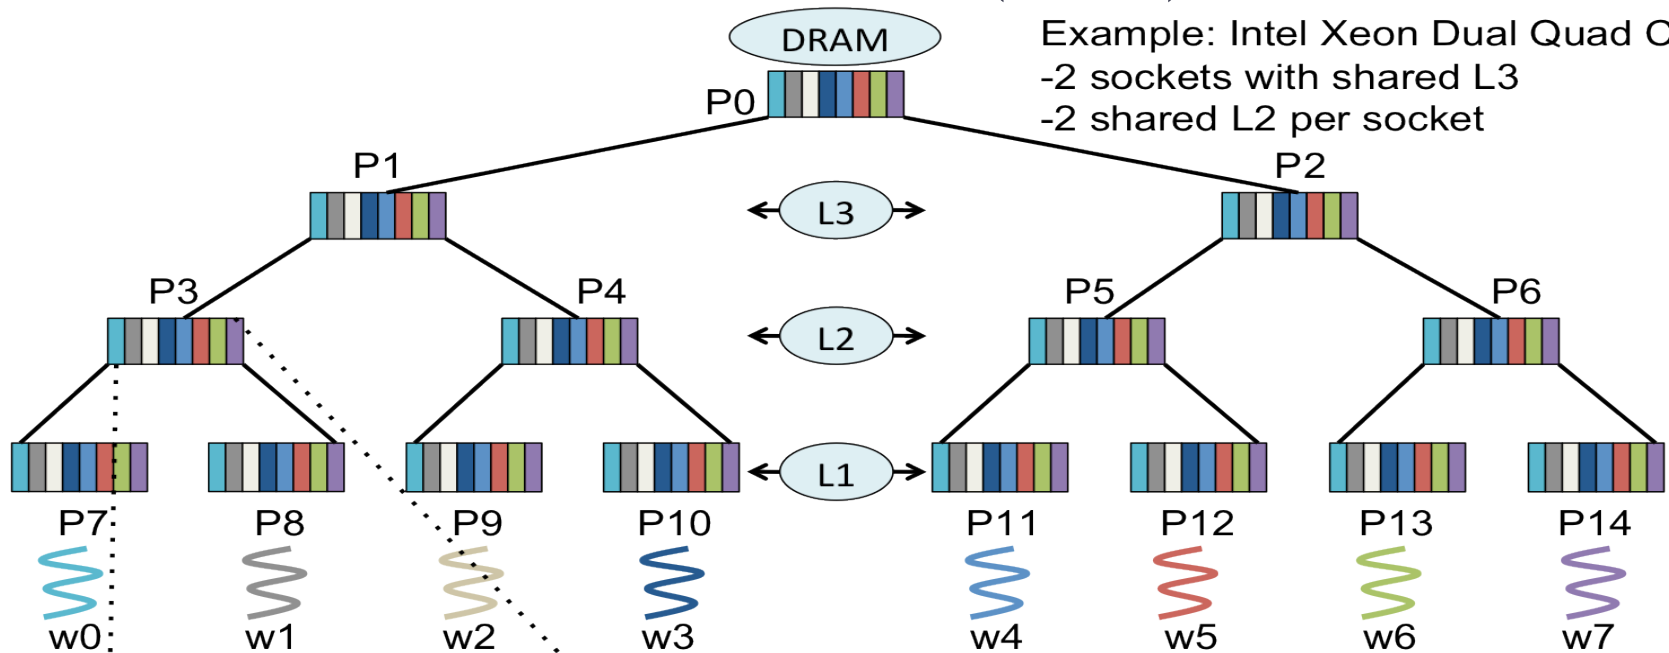 DRAM
Example: Intel Xeon Dual Quad
-2 sockets with shared L3
-2 shared L2 per socket
P0
P1
P2
L3
P3
P4
P5
P6
L2
L1
P7 P8 P9 P10 P11 P12 P13 P14
w0 w1 w2 w3 w4 w5 w6 w7